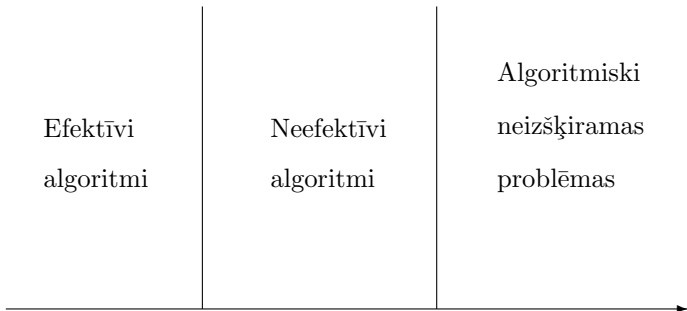 Efektīvi
algoritmi
Neefektīvi
algoritmi
Algoritmiski
neizšķiramas
problēmas